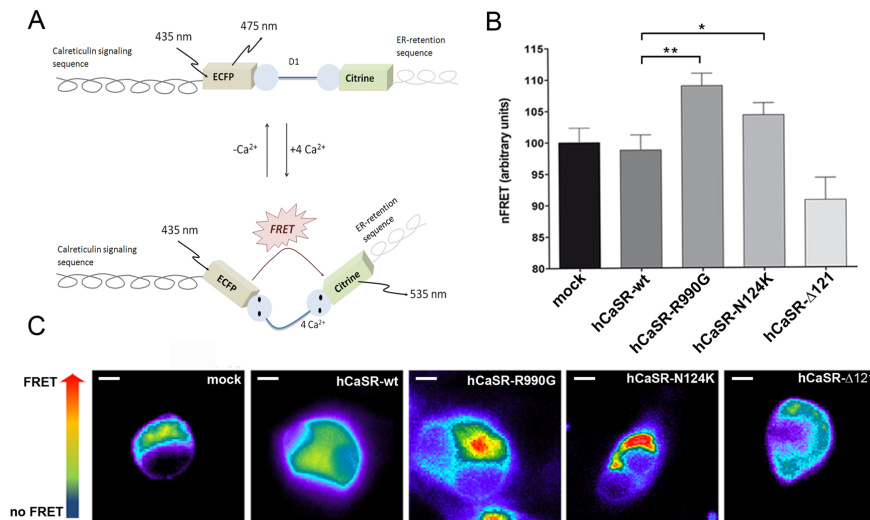 A
435 nm
475 nm
Calreticulin signaling
sequence
ECFP
D1
Citrine
ER-retention
sequence
-Ca²⁺
+4 Ca²⁺
435 nm
Calreticulin signaling
sequence
ECFP
FRET
4 Ca²⁺
Citrine
ER-retention
sequence
535 nm
B
*
**
nFRET (arbitrary units)
115
110
105
100
95
90
85
80
mock
hCaSR-wt
hCaSR-R990G
hCaSR-N124K
hCaSR-Δ121
C
FRET
no FRET
mock
hCaSR-wt
hCaSR-R990G
hCaSR-N124K
hCaSR-Δ121